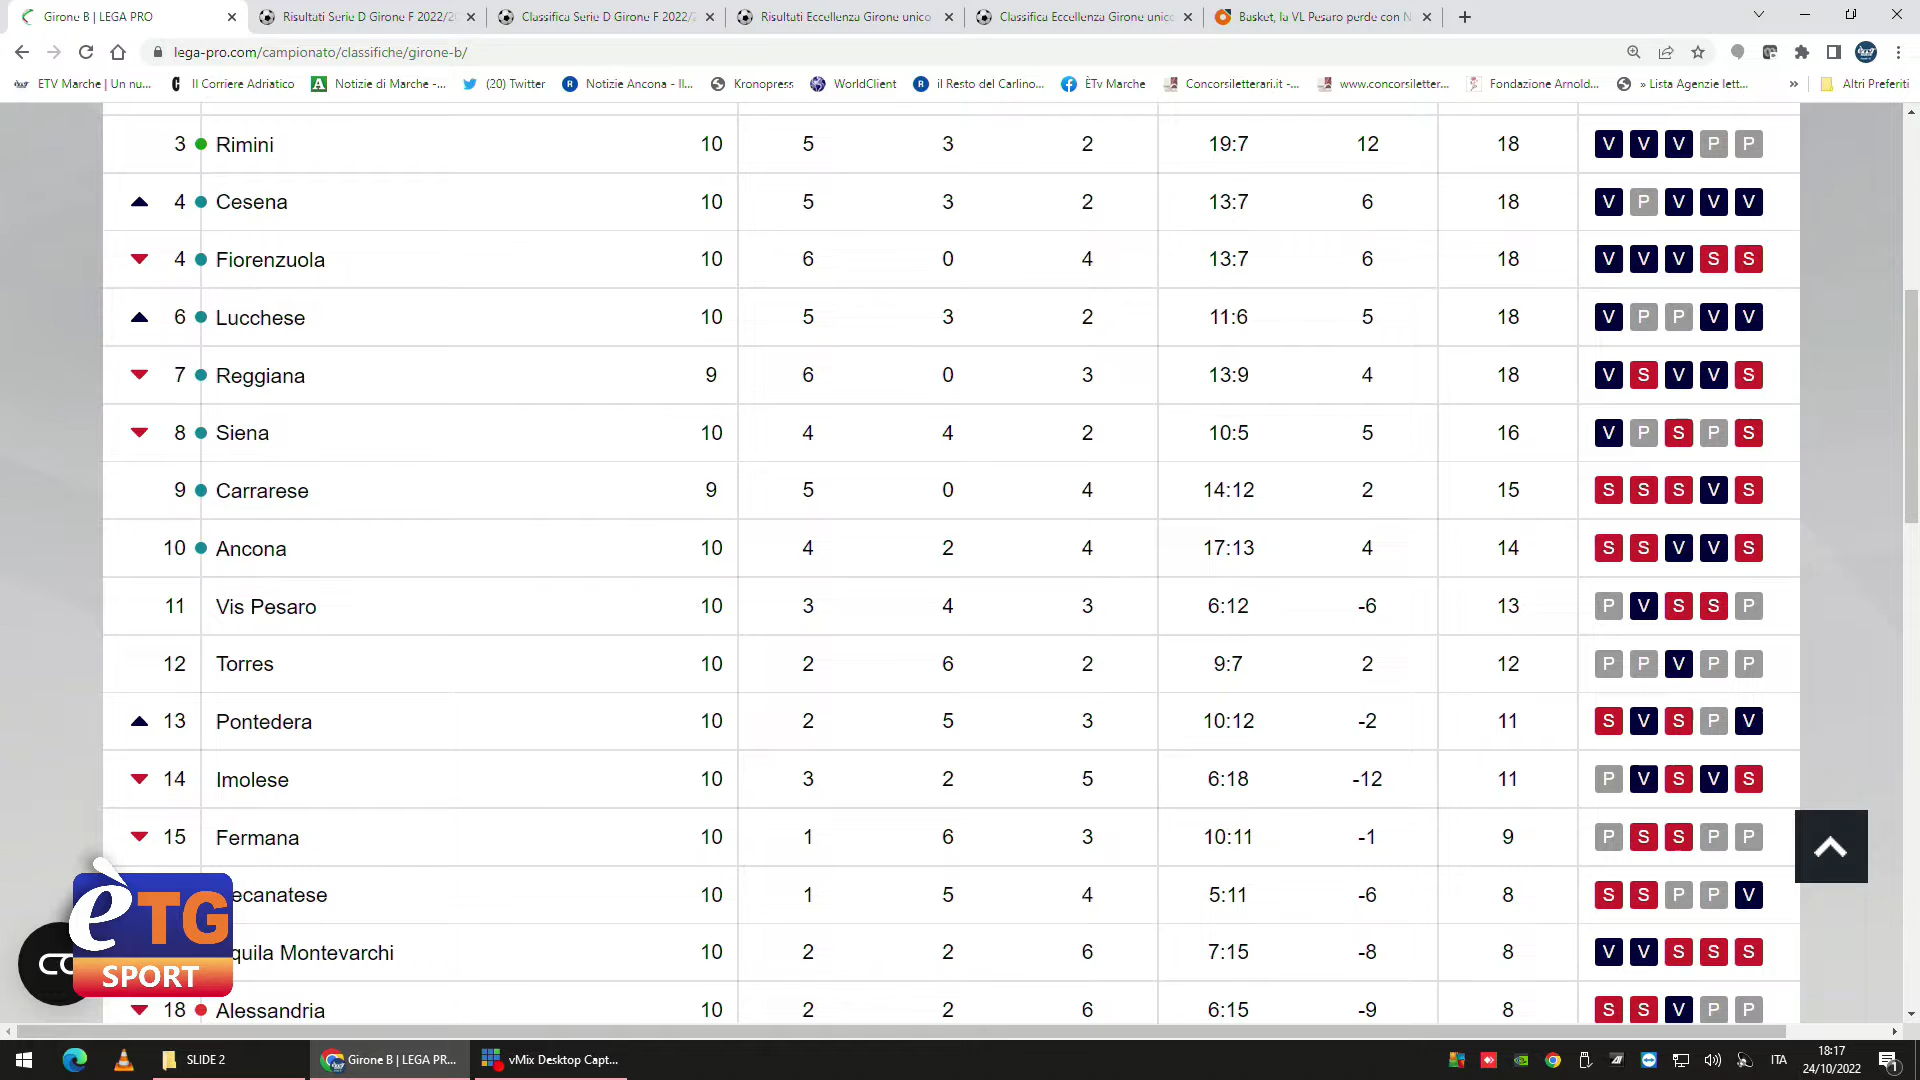 Girone B | LEGA PRO
Risultati Serie D Girone F 2022/2
Classifica Serie D Girone F 2022/
Risultati Eccellenza Girone unico
Classifica Eccellenza Girone unic
Basket, la VL Pesaro perde con N
lega-pro.com/campionato/classifiche/girone-b/
ETV Marche | Un nu...
Il Corriere Adriatico
Notizie di Marche -...
(20) Twitter
Notizie Ancona - Il...
Kronopress
WorldClient
il Resto del Carlino...
ÈTv Marche
Concorsiletterari.it -...
www.concorsiletter...
Fondazione Arnold...
» Lista Agenzie lett...
»
Altri Preferiti
3 Rimini 10 5 3 2 19:7 12 18 V V V P P
4 Cesena 10 5 3 2 13:7 6 18 V P V V V
4 Fiorenzuola 10 6 0 4 13:7 6 18 V V V S S
6 Lucchese 10 5 3 2 11:6 5 18 V P P V V
7 Reggiana 9 6 0 3 13:9 4 18 V S V V S
8 Siena 10 4 4 2 10:5 5 16 V P S P S
9 Carrarese 9 5 0 4 14:12 2 15 S S S V S
10 Ancona 10 4 2 4 17:13 4 14 S S V V S
11 Vis Pesaro 10 3 4 3 6:12 -6 13 P V S S P
12 Torres 10 2 6 2 9:7 2 12 P P V P P
13 Pontedera 10 2 5 3 10:12 -2 11 S V S P V
14 Imolese 10 3 2 5 6:18 -12 11 P V S V S
15 Fermana 10 1 6 3 10:11 -1 9 P S S P P
ecanatese 10 1 5 4 5:11 -6 8 S S P P V
quila Montevarchi 10 2 2 6 7:15 -8 8 V V S S S
18 Alessandria 10 2 2 6 6:15 -9 8 S S V P P
èTG
SPORT
SLIDE 2
Girone B | LEGA PR...
vMix Desktop Capt...
ITA
18:17
24/10/2022
1